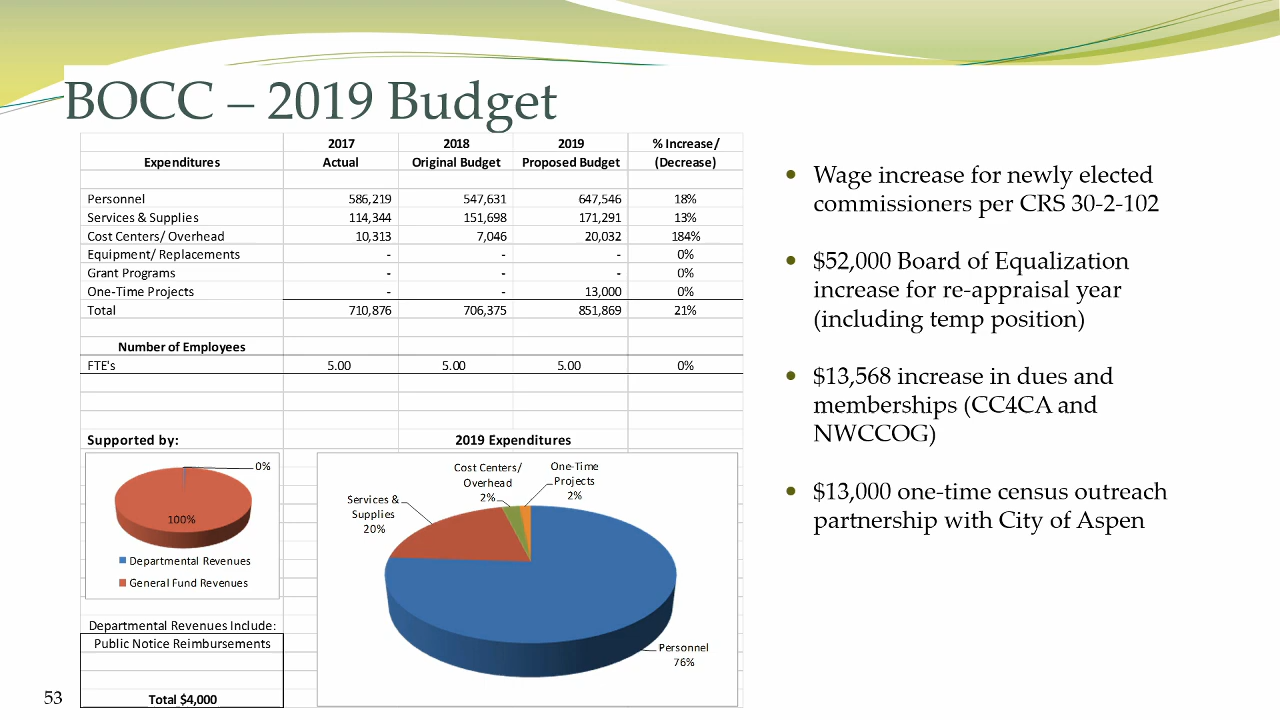 BOCC – 2019 Budget
2017 2018 2019 % Increase/
Expenditures Actual Original Budget Proposed Budget (Decrease)
Personnel 586,219 547,631 647,546 18%
Services & Supplies 114,344 151,698 171,291 13%
Cost Centers/ Overhead 10,313 7,046 20,032 184%
Equipment/ Replacements - - - 0%
Grant Programs - - - 0%
One-Time Projects - - 13,000 0%
Total 710,876 706,375 851,869 21%
Number of Employees
FTE's 5.00 5.00 5.00 0%
Supported by:
0%
100%
Departmental Revenues
General Fund Revenues
Departmental Revenues Include:
Public Notice Reimbursements
Total $4,000
2019 Expenditures
Cost Centers/
Overhead
2%
One-Time
Projects
2%
Services &
Supplies
20%
Personnel
76%
• Wage increase for newly elected
commissioners per CRS 30-2-102
• $52,000 Board of Equalization
increase for re-appraisal year
(including temp position)
• $13,568 increase in dues and
memberships (CC4CA and
NWCCOG)
• $13,000 one-time census outreach
partnership with City of Aspen
53